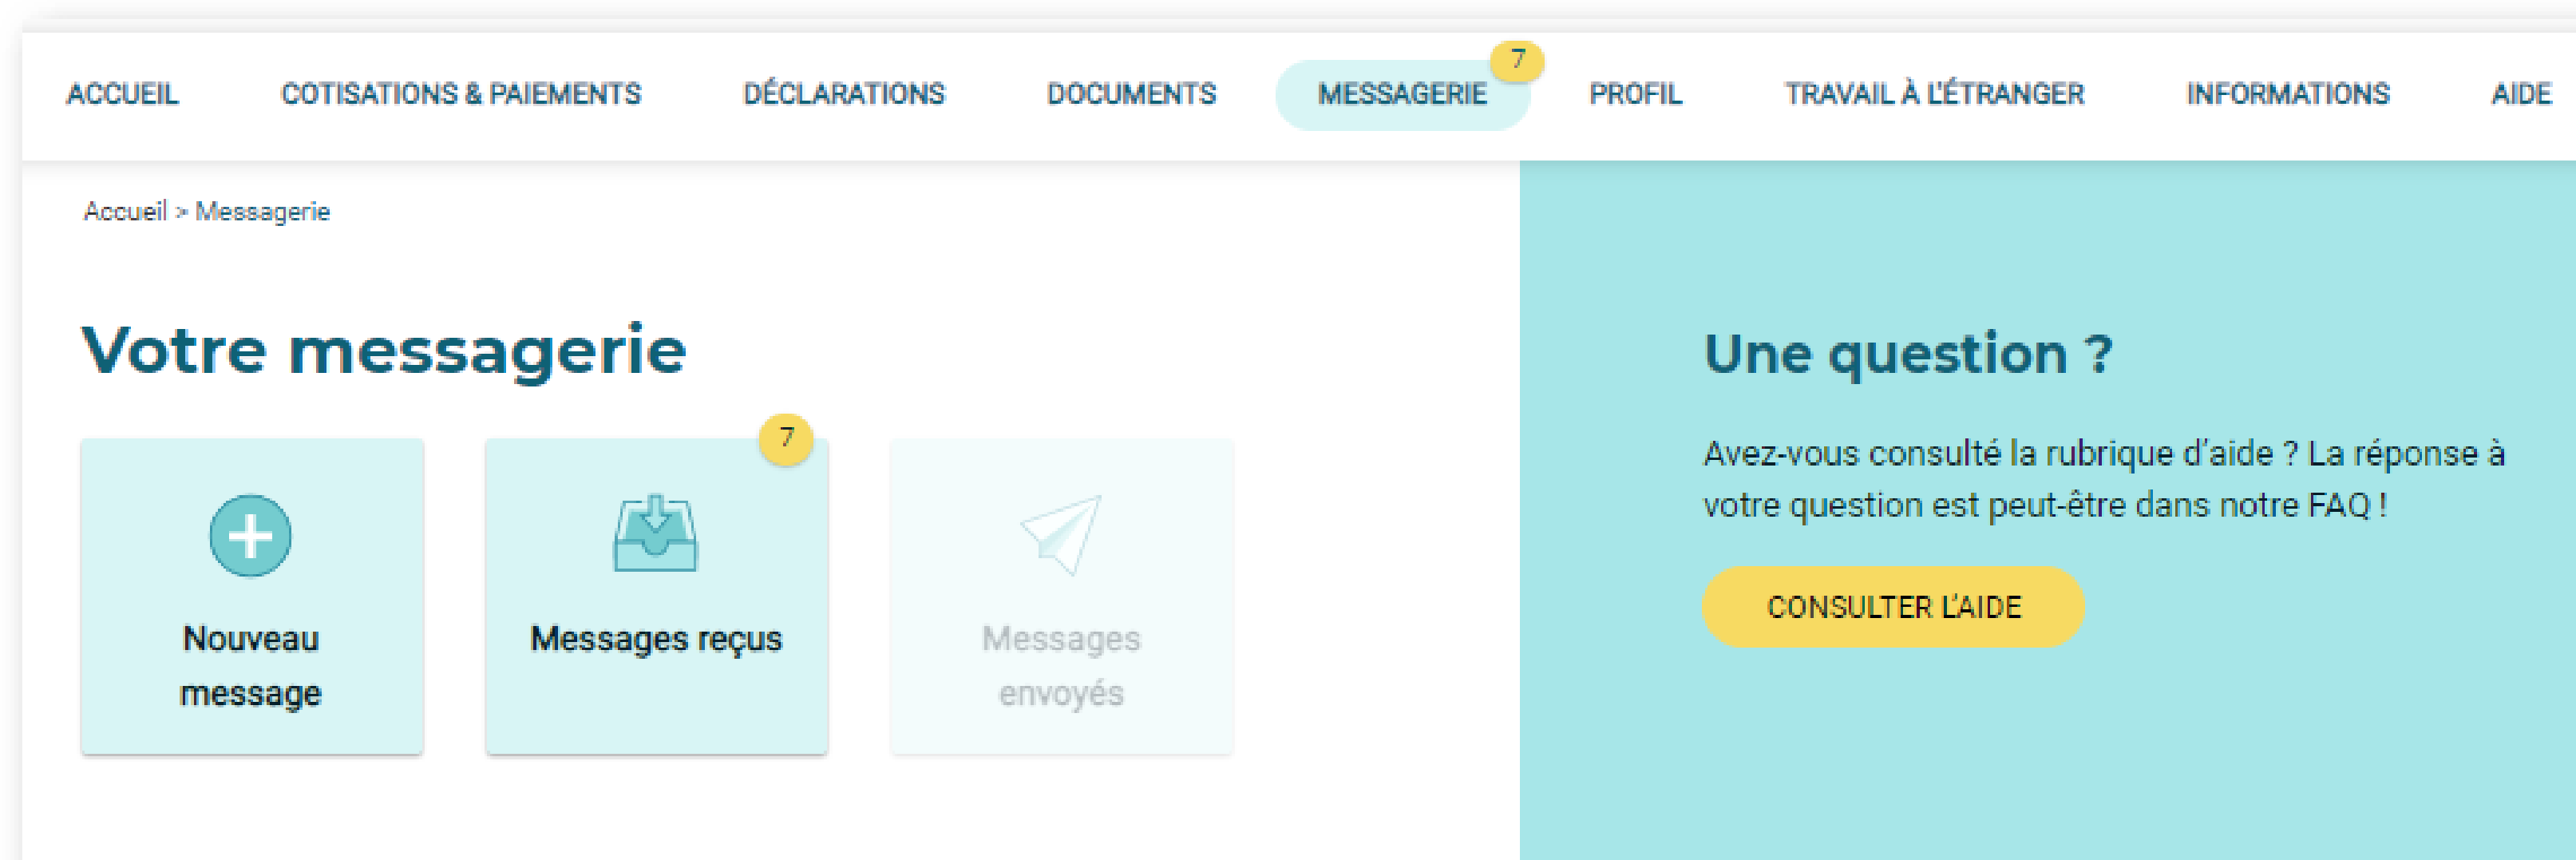 ACCUEIL COTISATIONS & PAIEMENTS DÉCLARATIONS DOCUMENTS MESSAGERIE 7 PROFIL TRAVAIL À L'ÉTRANGER INFORMATIONS AIDE
Accueil > Messagerie
Votre messagerie
Nouveau
message
7
Messages reçus
Messages
envoyés
Une question ?
Avez-vous consulté la rubrique d'aide ? La réponse à
votre question est peut-être dans notre FAQ !
CONSULTER L'AIDE